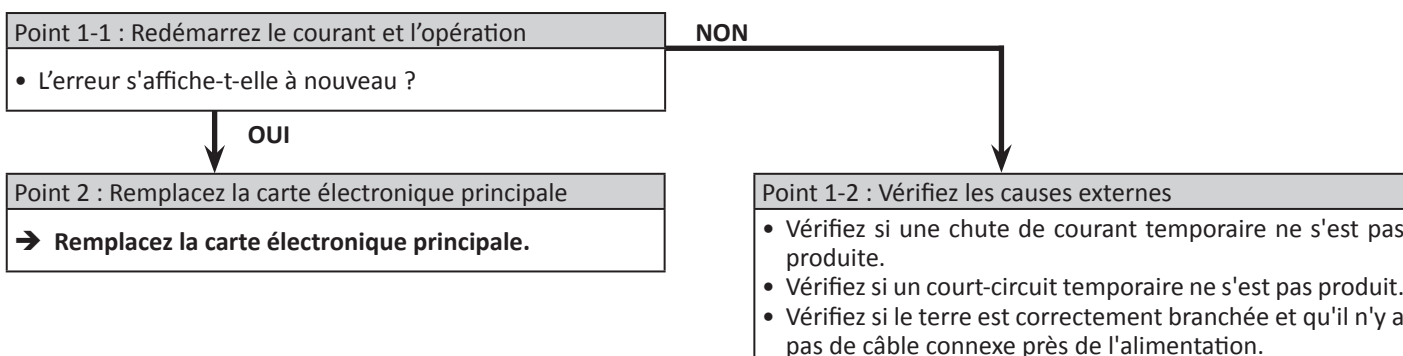 Point 1-1 : Redémarrez le courant et l’opération
NON
• L’erreur s'affiche-t-elle à nouveau ?
OUI
Point 2 : Remplacez la carte électronique principale
➔ Remplacez la carte électronique principale.
Point 1-2 : Vérifiez les causes externes
• Vérifiez si une chute de courant temporaire ne s'est pas
produite.
• Vérifiez si un court-circuit temporaire ne s'est pas produit.
• Vérifiez si le terre est correctement branchée et qu'il n'y a
pas de câble connexe près de l'alimentation.